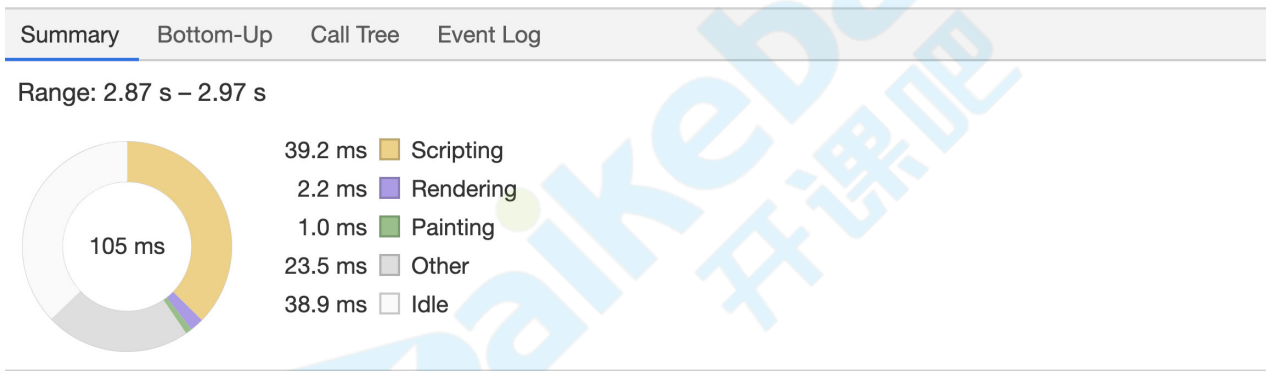 Summary Bottom-Up Call Tree Event Log
Range: 2.87 s – 2.97 s
39.2 ms Scripting
2.2 ms Rendering
105 ms
1.0 ms Painting
23.5 ms Other
38.9 ms Idle
kaikeba
开课吧